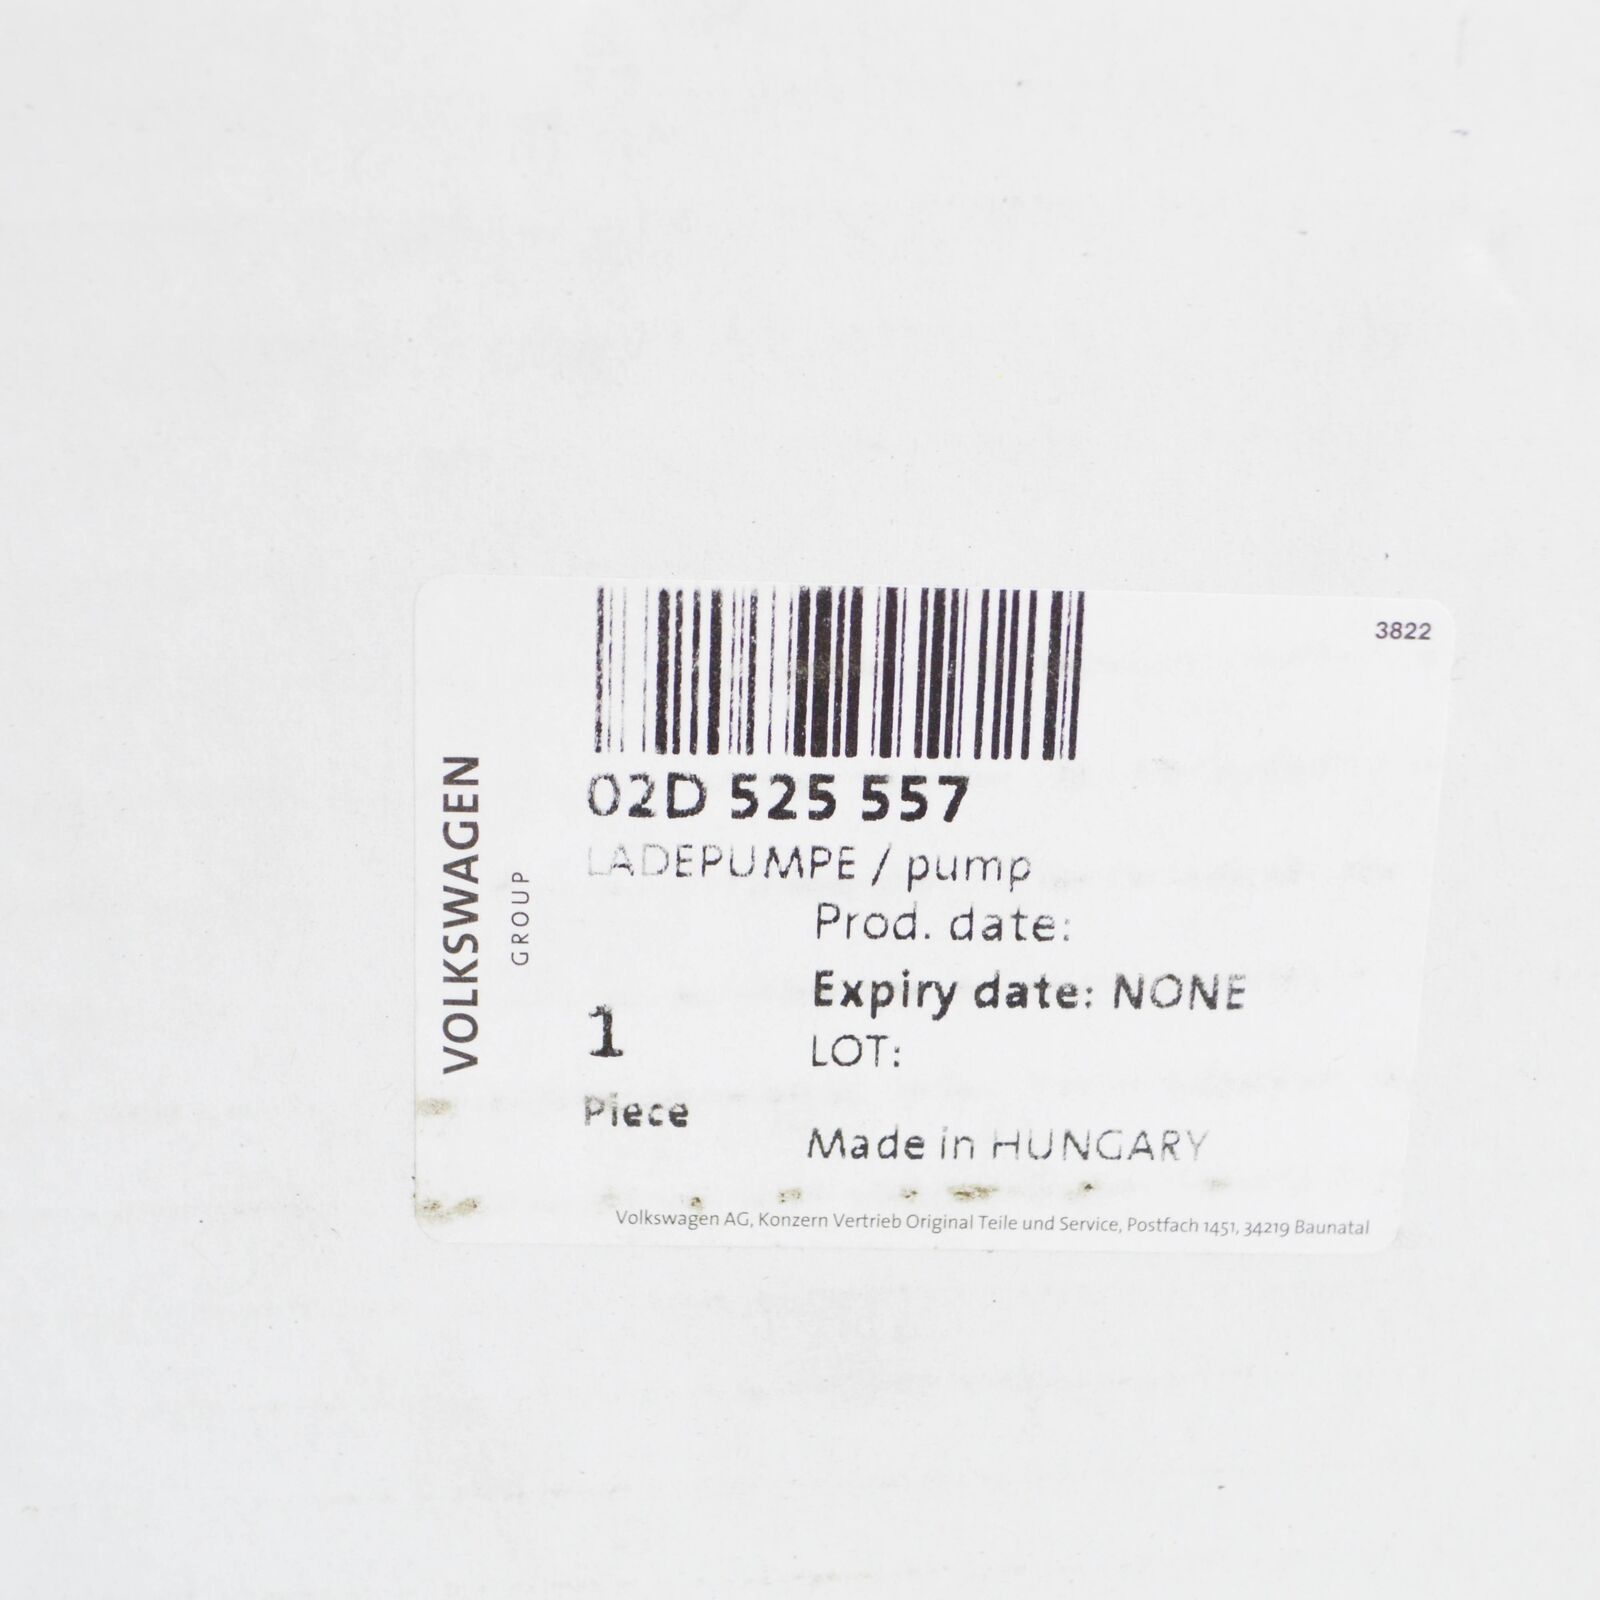 3822
02D 525 557
LADEPUMPE / pump
Prod. date:
Expiry date: NONE
1
LOT:
Piece
Made in HUNGARY
Volkswagen AG, Konzern Vertrieb Original Teile und Service, Postfach 1451, 34219 Baunatal
VOLKSWAGEN
GROUP